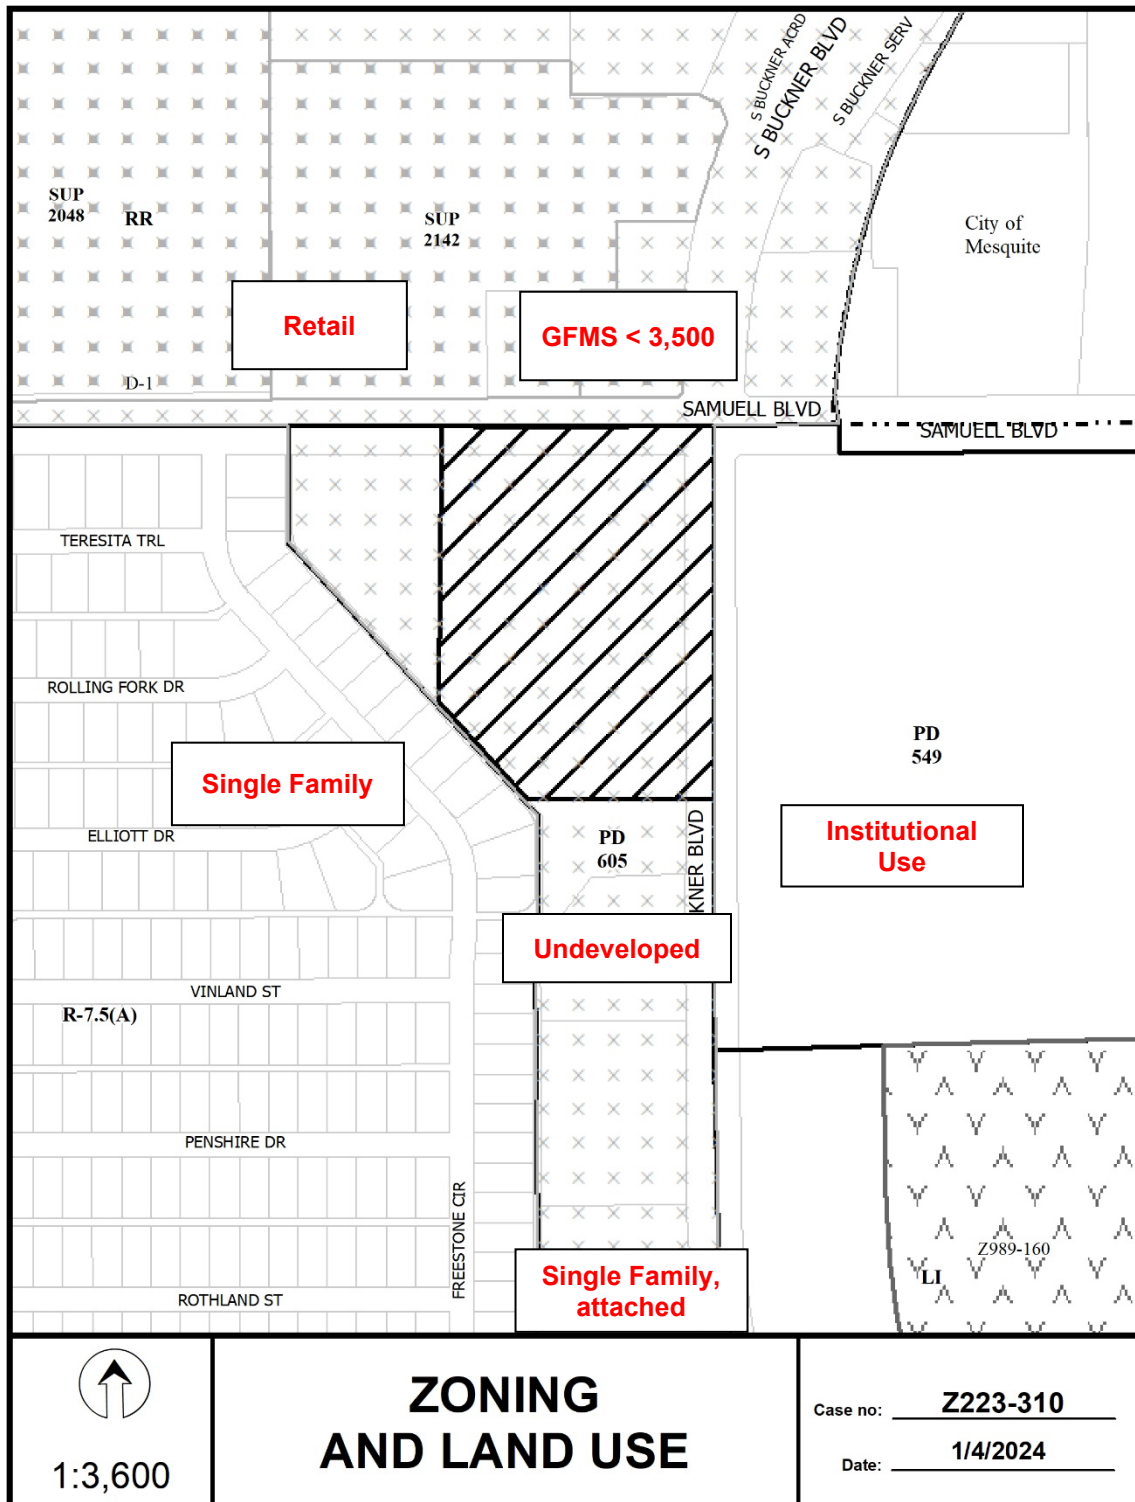 S BUCKNER ACRD
S BUCKNER BLVD
S BUCKNER SERV
SUP
2048
RR
SUP
2142
City of
Mesquite
Retail
GFMS < 3,500
D-1
SAMUELL BLVD
SAMUELL BLVD
TERESITA TRL
ROLLING FORK DR
Single Family
PD
549
ELLIOTT DR
PD
605
KNER BLVD
Institutional
Use
Undeveloped
VINLAND ST
R-7.5(A)
PENSHIRE DR
FREESTONE CIR
Z989-160
LI
Single Family,
attached
ROTHLAND ST
1:3,600
ZONING
AND LAND USE
Case no: Z223-310
Date: 1/4/2024